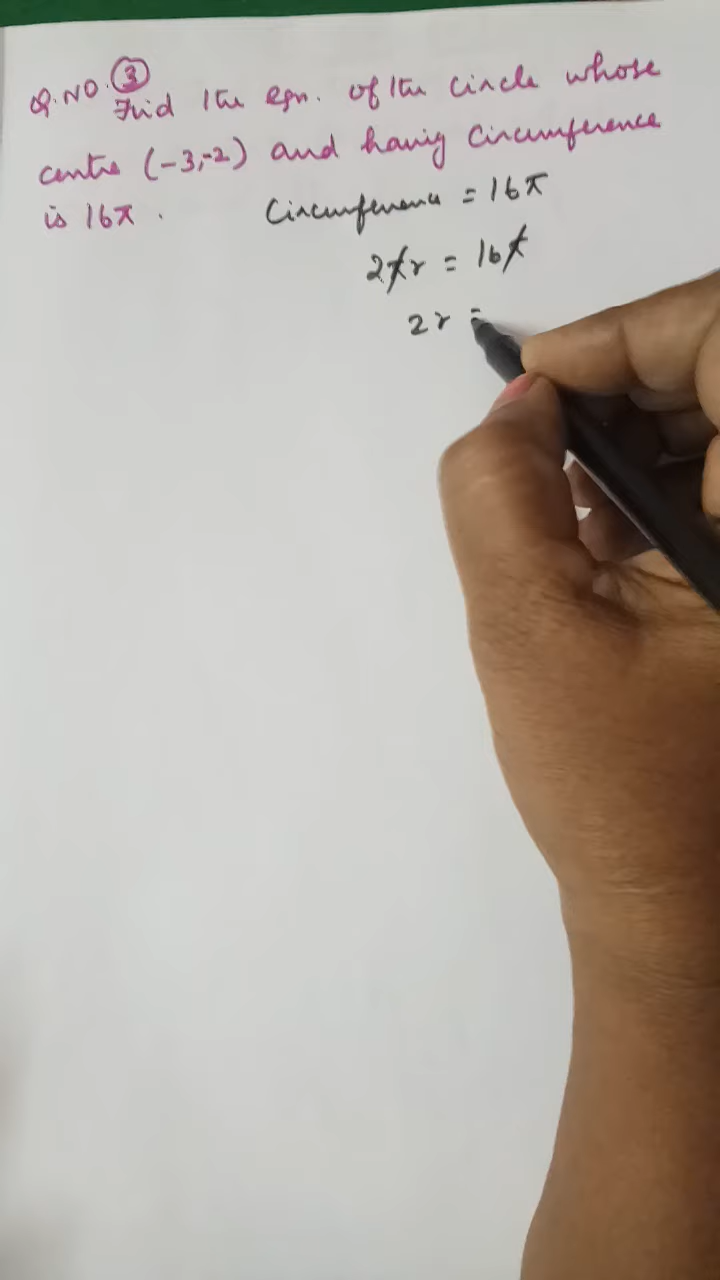 Q.NO. 3
Find the eqn. of the circle whose
centre (-3,-2) and having circumference
is 16π.
Circumference = 16π
2πr = 16π
2r =